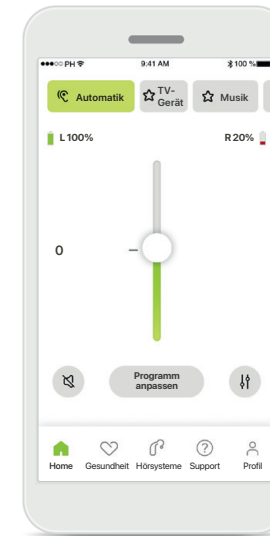 PH 9:41 AM 100 %
Automatik TV-Gerät Musik
L 100% R 20%
0
Programm
anpassen
Home Gesundheit Hörsysteme Support Profil